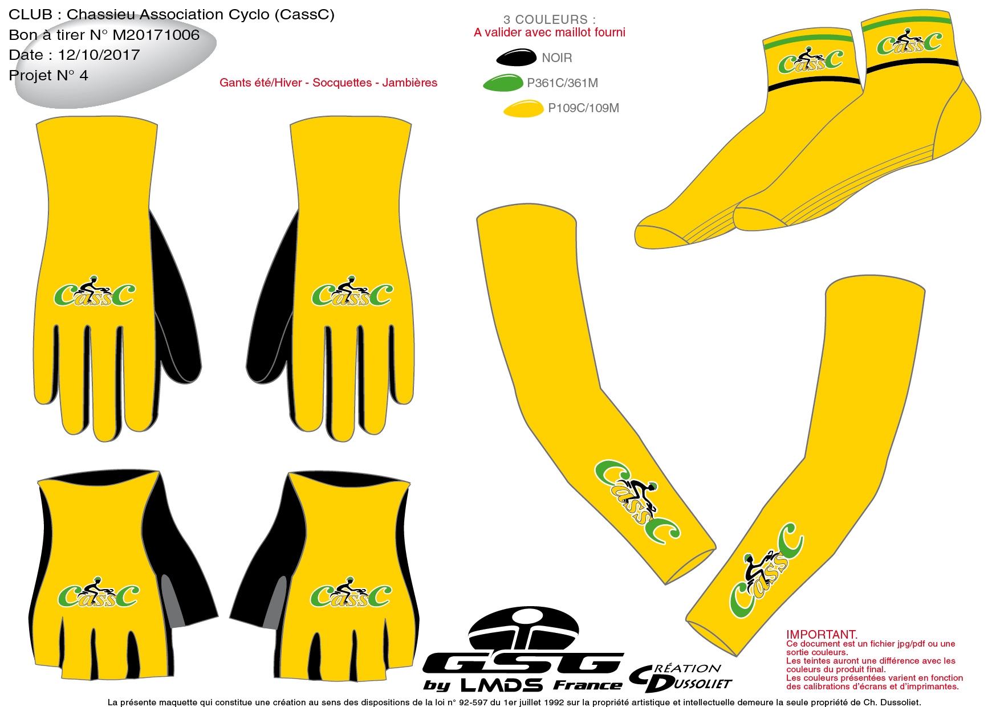 CLUB : Chassieu Association Cyclo (CassC)
Bon à tirer N° M20171006
Date : 12/10/2017
Projet N° 4
Gants été/Hiver - Socquettes - Jambières
3 COULEURS :
A valider avec maillot fourni
NOIR
P361C/361M
P109C/109M
CassC
CassC
CassC
CassC
CassC
CassC
CassC
CassC
GSG
by LMDS France
CRÉATION
DUSSOLIET
IMPORTANT.
Ce document est un fichier jpg/pdf ou une
sortie couleurs.
Les teintes auront une différence avec les
couleurs du produit final.
Les couleurs présentées varient en fonction
des calibrations d'écrans et d'imprimantes.
La présente maquette qui constitue une création au sens des dispositions de la loi n° 92-597 du 1er juillet 1992 sur la propriété artistique et intellectuelle demeure la seule propriété de Ch. Dussoliet.